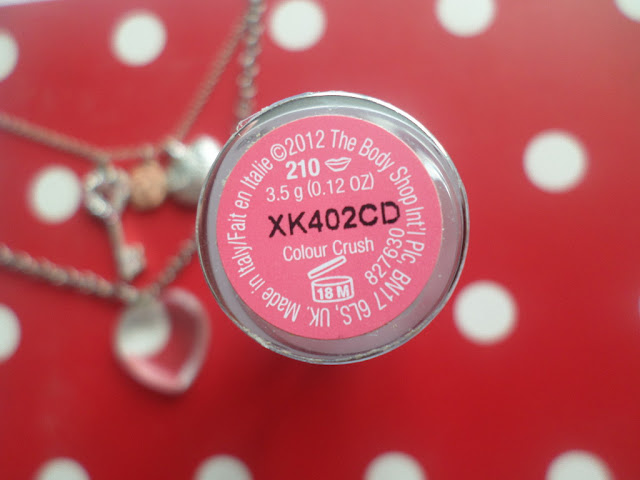 Made in Italy/Fait en Italie ©2012 The Body Shop Int'l Plc BN17 6LS, UK.
210
3.5 g (0.12 OZ)
XK402CD
Colour Crush
827630
18 M